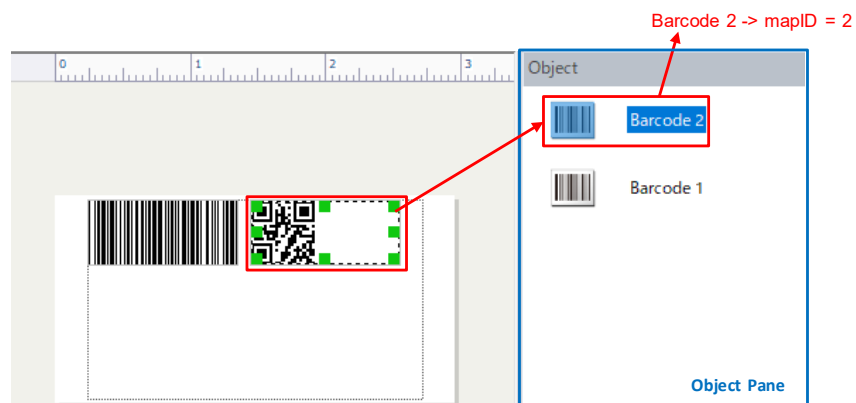 Barcode 2 -> mapID = 2
0 1 2 3
Object
Barcode 2
Barcode 1
Object Pane